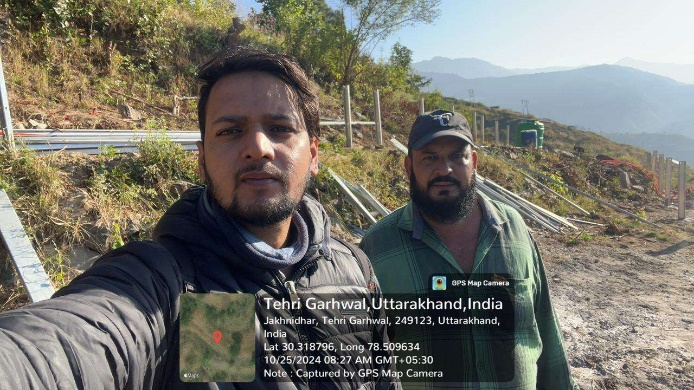 GPS Map Camera
Tehri Garhwal,Uttarakhand,India
Jakhnidhar, Tehri Garhwal, 249123, Uttarakhand,
India
Lat 30.318796, Long 78.509634
10/25/2024 08:27 AM GMT+05:30
Note : Captured by GPS Map Camera
Maps